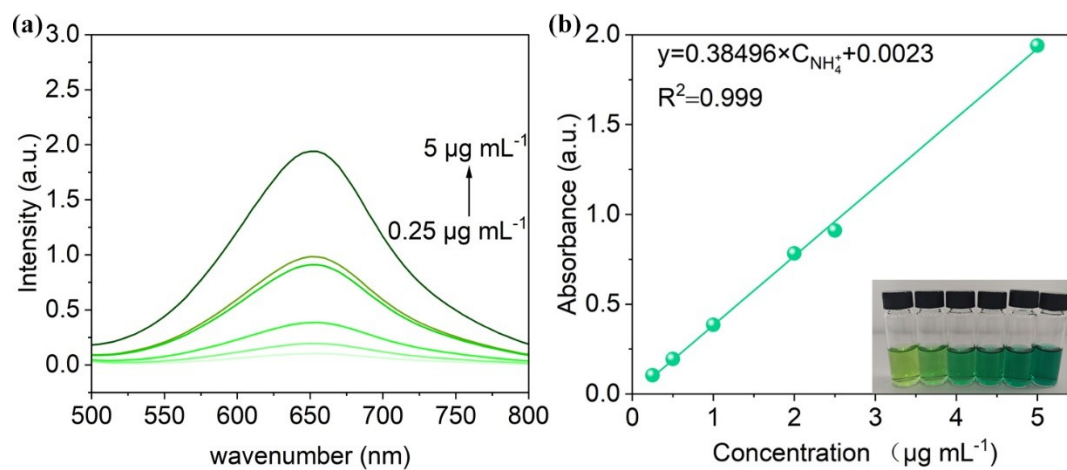 (a)
3.0
2.5
2.0
1.5
1.0
0.5
0.0
Intensity (a.u.)
5 μg mL⁻¹
0.25 μg mL⁻¹
500 550 600 650 700 750 800
wavenumber (nm)
(b)
2.0
1.5
1.0
0.5
0.0
Absorbance (a.u.)
y=0.38496×C_NH₄⁺+0.0023
R²=0.999
0 1 2 3 4 5
Concentration (μg mL⁻¹)